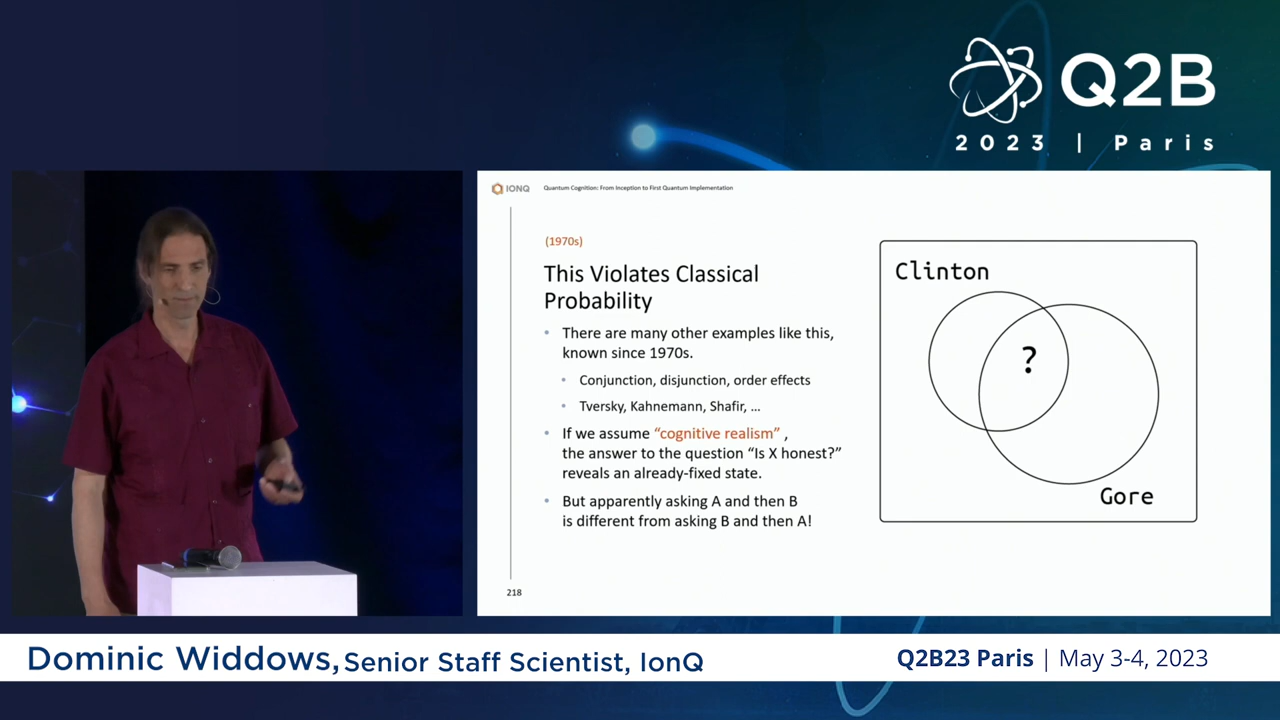 Q2B
2023 | Paris
IONQ
Quantum Cognition: From Inception to First Quantum Implementation
(1970s)
This Violates Classical
Probability
• There are many other examples like this,
known since 1970s.
• Conjunction, disjunction, order effects
• Tversky, Kahnemann, Shafir, ...
• If we assume “cognitive realism” ,
the answer to the question “Is X honest?”
reveals an already-fixed state.
• But apparently asking A and then B
is different from asking B and then A!
218
Clinton
?
Gore
Dominic Widdows, Senior Staff Scientist, IonQ
Q2B23 Paris | May 3-4, 2023